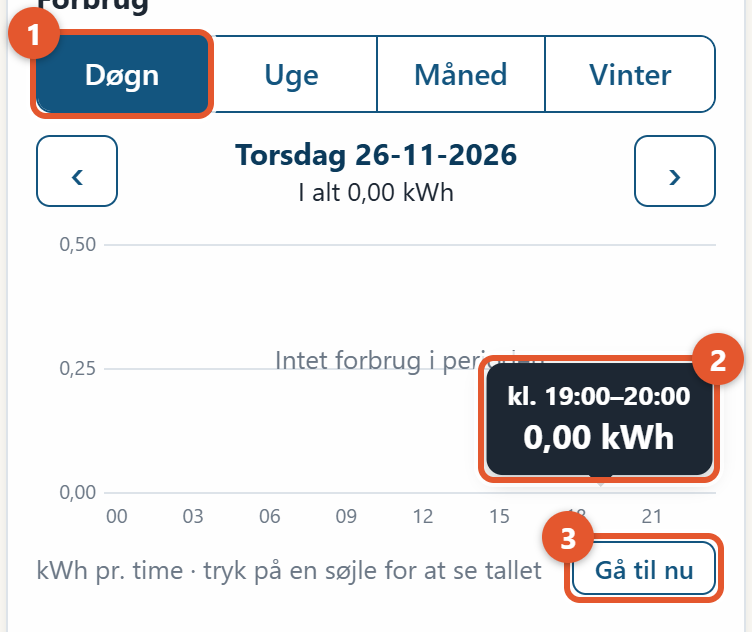 Forbrug
1
Døgn
Uge
Måned
Vinter
‹
Torsdag 26-11-2026
›
I alt 0,00 kWh
0,50
Intet forbrug i perioden
0,25
2
kl. 19:00–20:00
0,00 kWh
0,00
00 03 06 09 12 15 18 21
3
kWh pr. time · tryk på en søjle for at se tallet
Gå til nu